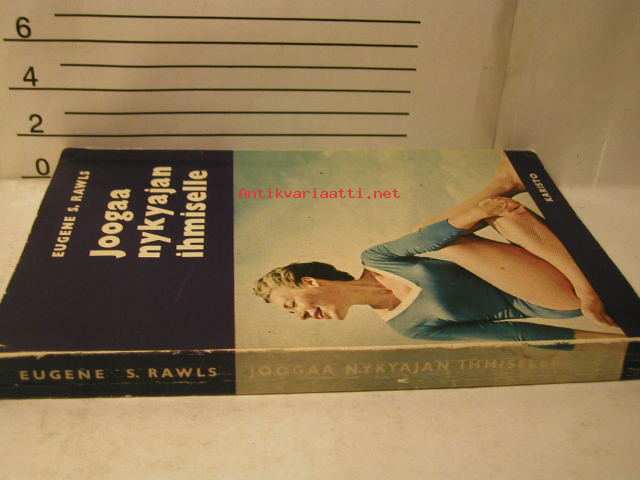 6
4
2
0
EUGENE S. RAWLS
Joogaa
nykyajan
ihmiselle
KARISTO
Antikvariaatti.net
EUGENE S. RAWLS
JOOGAA NYKYAJAN IHMISELLE